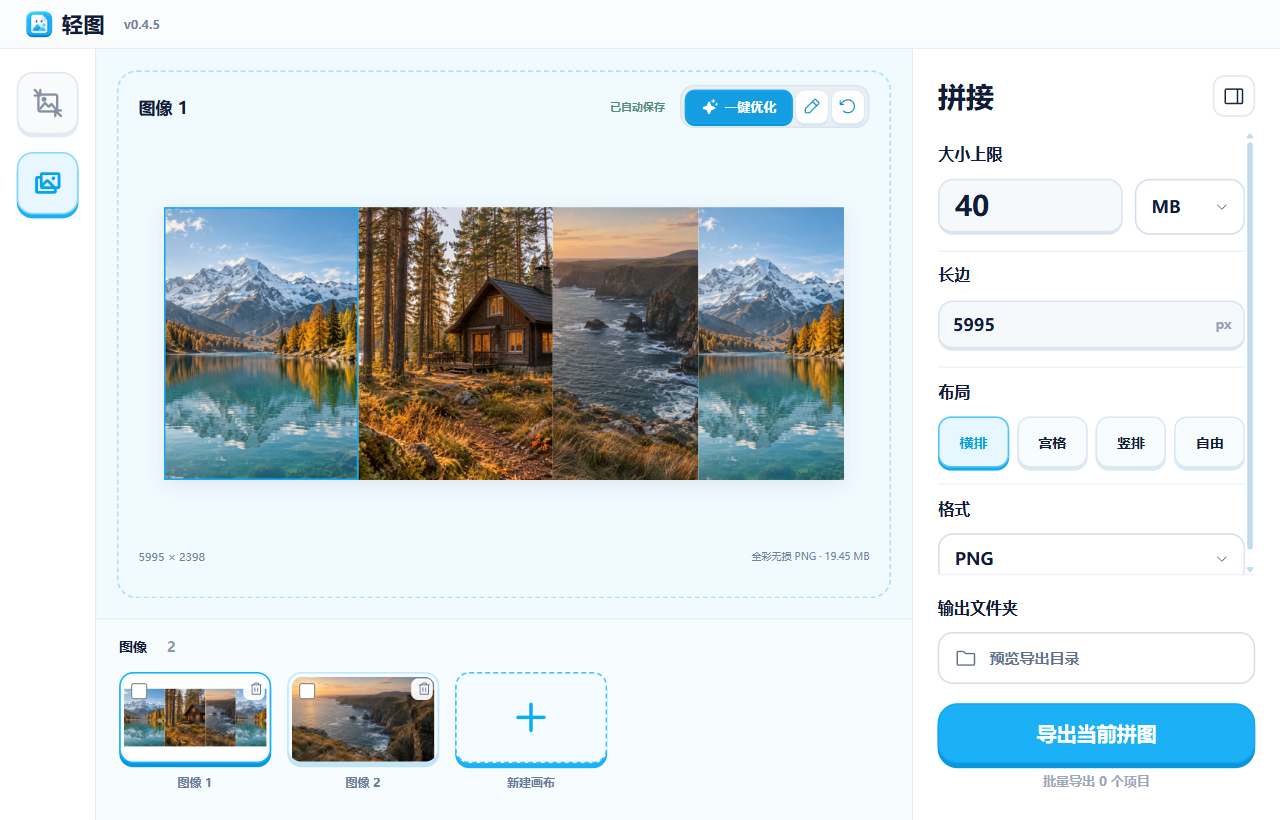 轻图 v0.4.5
图像 1
已自动保存
一键优化
5995 × 2398
全彩无损 PNG · 19.45 MB
图像 2
图像 1
图像 2
新建画布
拼接
大小上限
40
MB
长边
5995
px
布局
横排
宫格
竖排
自由
格式
PNG
输出文件夹
预览导出目录
导出当前拼图
批量导出 0 个项目